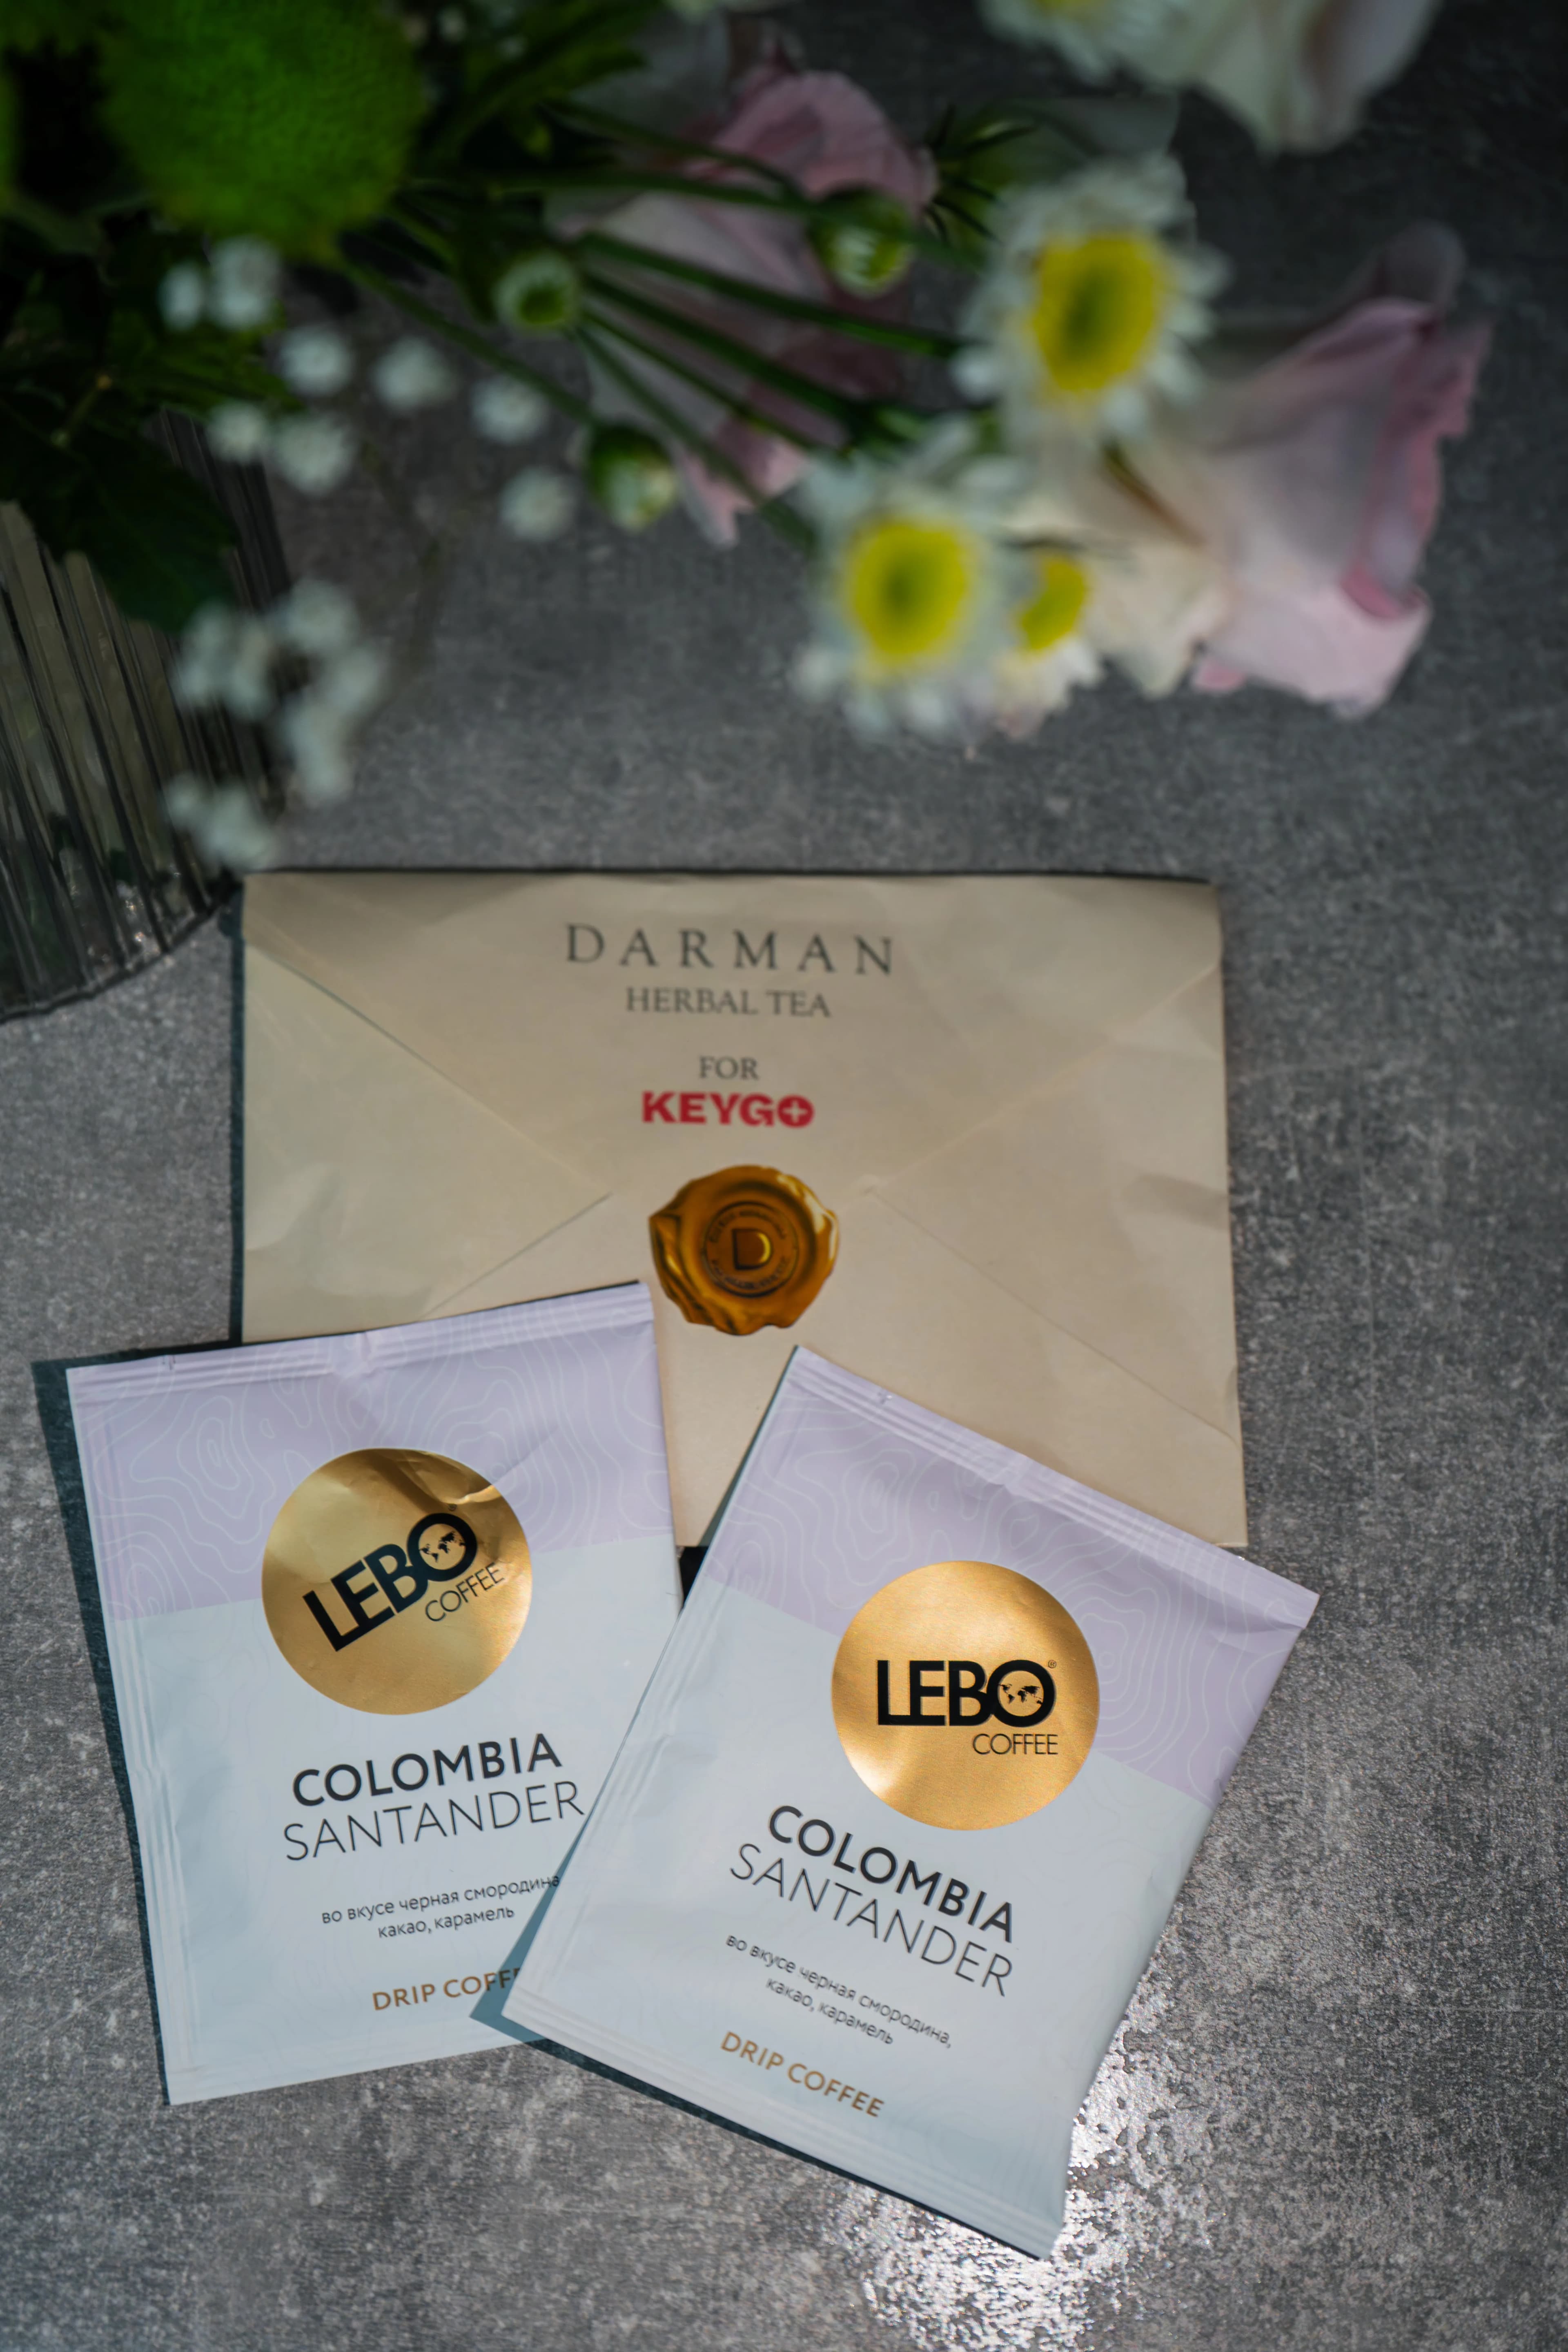 DARMAN
HERBAL TEA
FOR
KEYGO
D
LEBO®
COFFEE
COLOMBIA
SANTANDER
во вкусе черная смородина
какао, карамель
DRIP COFFE
LEBO®
COFFEE
COLOMBIA
SANTANDER
во вкусе черная смородина,
какао, карамель
DRIP COFFEE